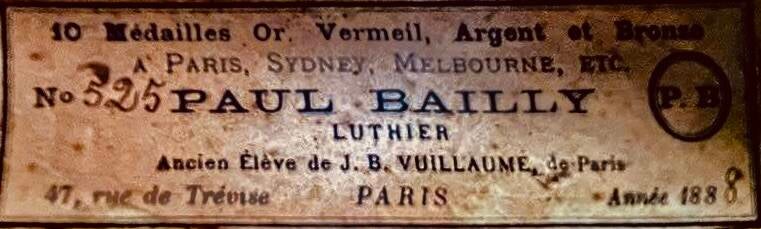 10 Médailles Or, Vermeil, Argent et Bronze
A PARIS, SYDNEY, MELBOURNE, ETC.
No 525 PAUL BAILLY P.B
LUTHIER
Ancien Élève de J. B. VUILLAUME, de Paris
47, rue de Trévise PARIS Année 1888